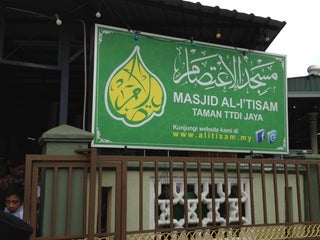 مسجد الاعتصام
MASJID AL-I'TISAM
TAMAN TTDI JAYA
Kunjungi website kami di
www.alitisam.my